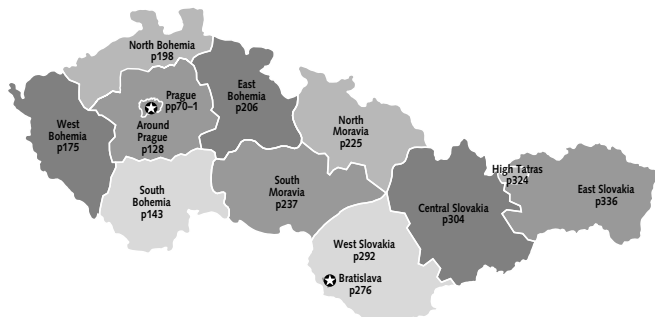 North Bohemia
p198
Prague
pp70–1
East
Bohemia
p206
West
Bohemia
p175
Around
Prague
p128
North
Moravia
p225
South
Bohemia
p143
South
Moravia
p237
High Tatras
p324
East Slovakia
p336
Central Slovakia
p304
West Slovakia
p292
Bratislava
p276